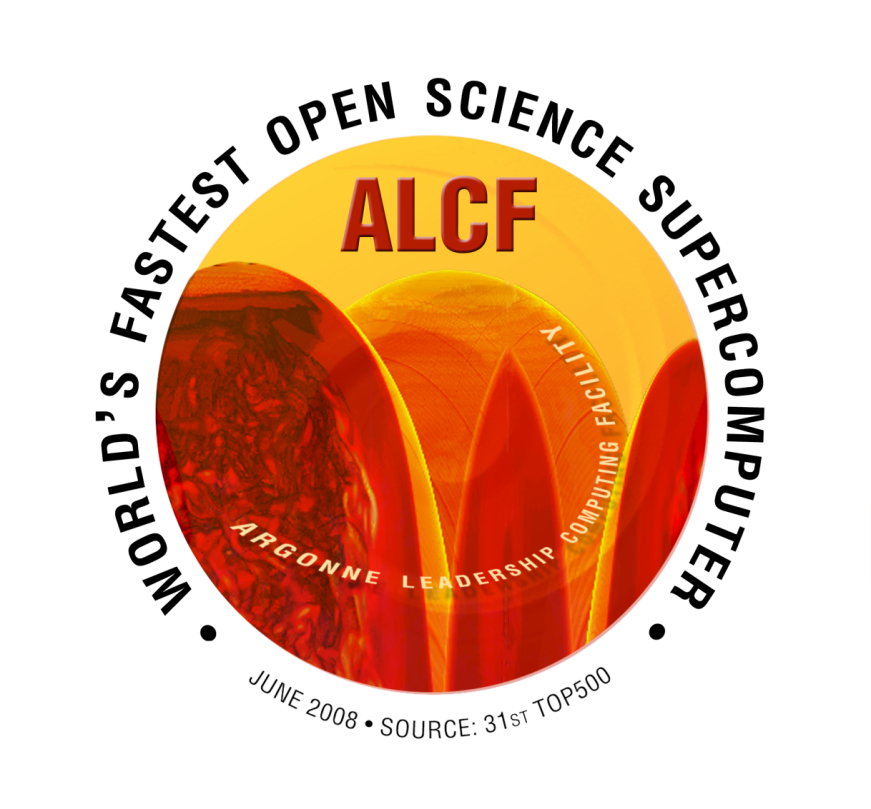 WORLD'S FASTEST OPEN SCIENCE SUPERCOMPUTER
ALCF
ARGONNE LEADERSHIP COMPUTING FACILITY
JUNE 2008 • SOURCE: 31ST TOP500